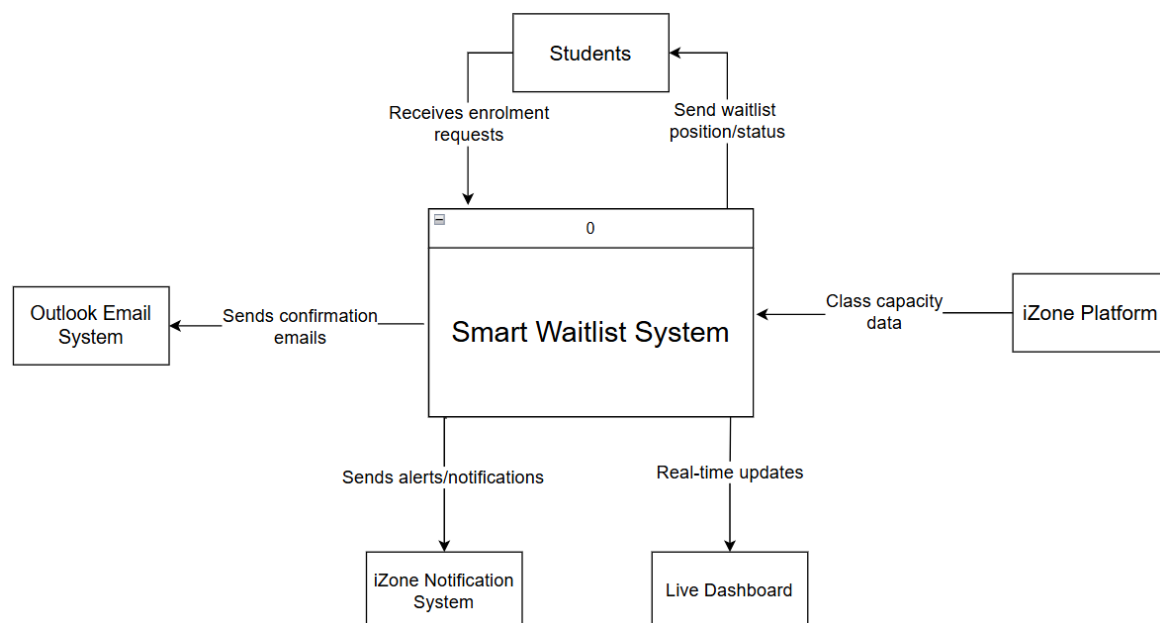 Students
Receives enrolment
requests
Send waitlist
position/status
0
Smart Waitlist System
Outlook Email
System
Sends confirmation
emails
Class capacity
data
iZone Platform
Sends alerts/notifications
Real-time updates
iZone Notification
System
Live Dashboard